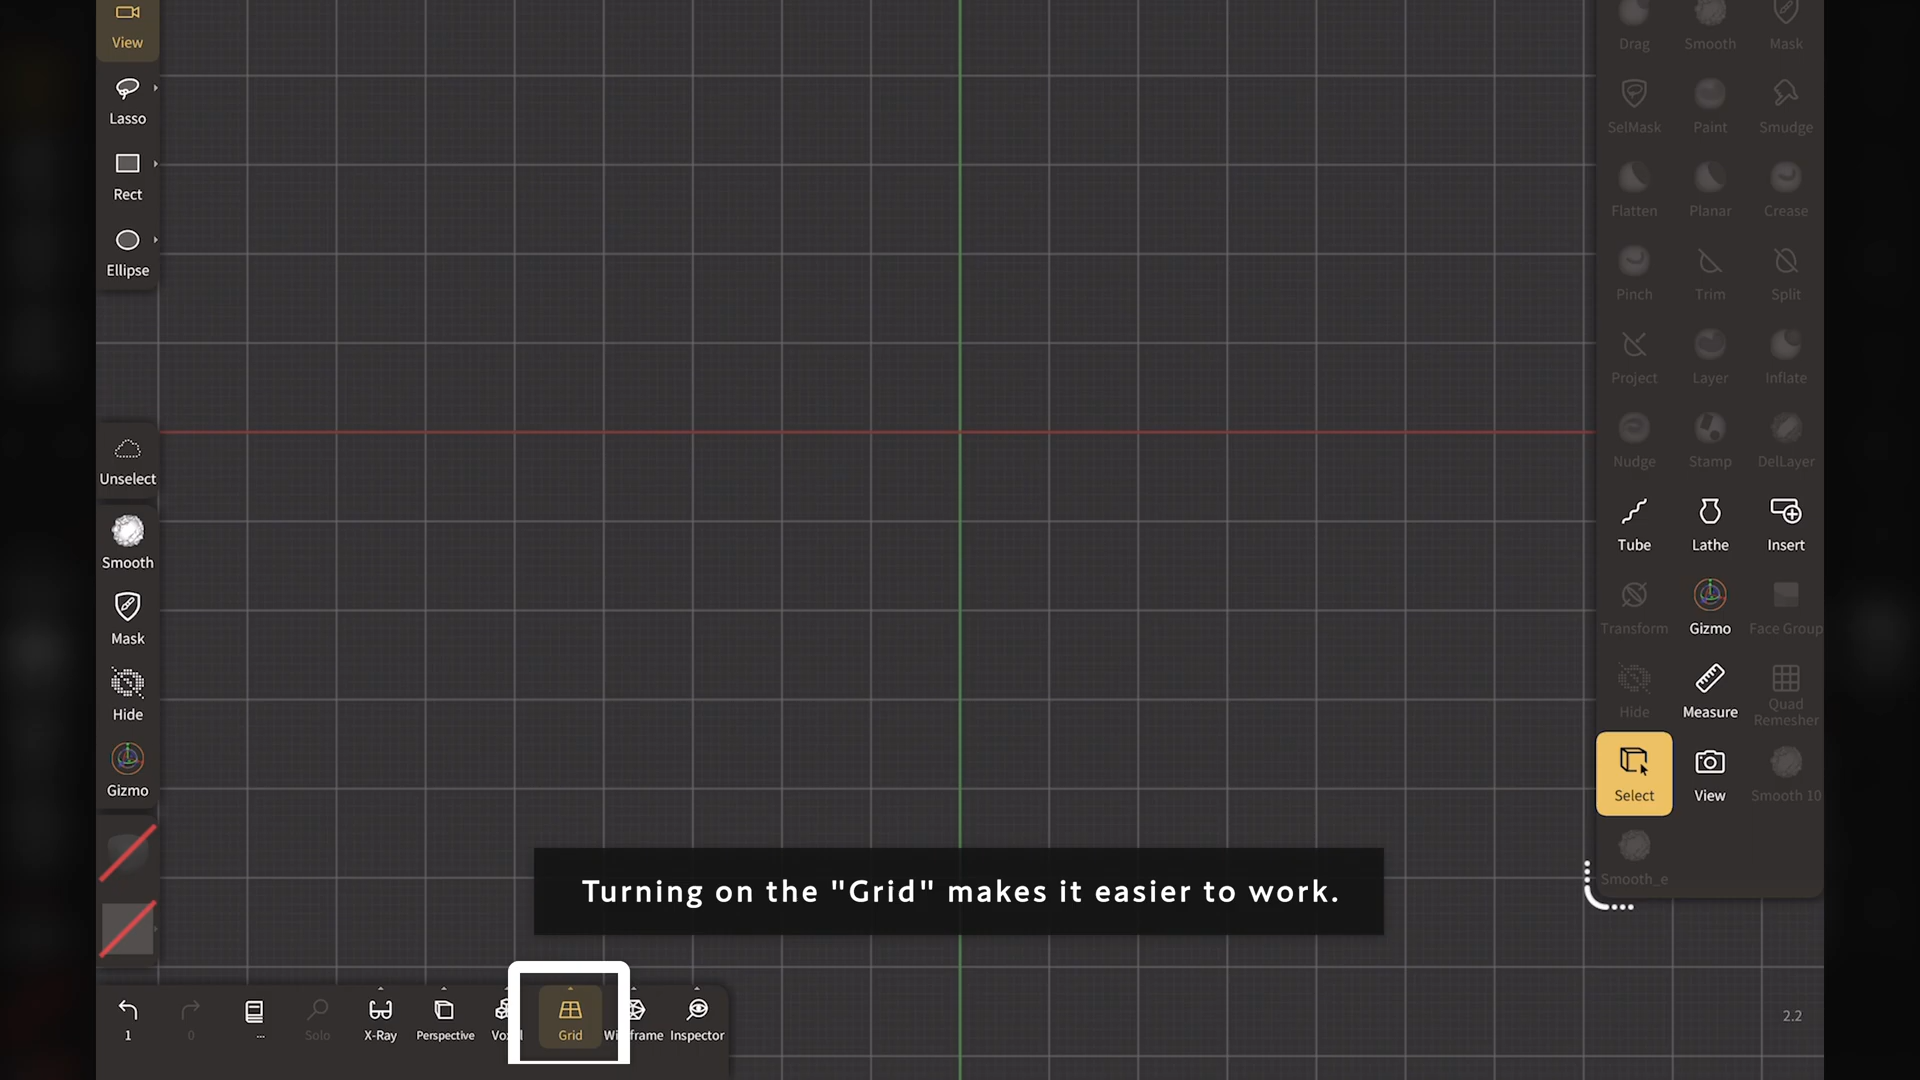 View
Lasso
Rect
Ellipse
Unselect
Smooth
Mask
Hide
Gizmo
Drag Smooth Mask
SelMask Paint Smudge
Flatten Planar Crease
Pinch Trim Split
Project Layer Inflate
Nudge Stamp DelLayer
Tube Lathe Insert
Transform Gizmo Face Group
Hide Measure Quad Remesher
Select View Smooth 10
Smooth_e
Turning on the "Grid" makes it easier to work.
1 0 ... Solo X-Ray Perspective Grid Inspector
2.2